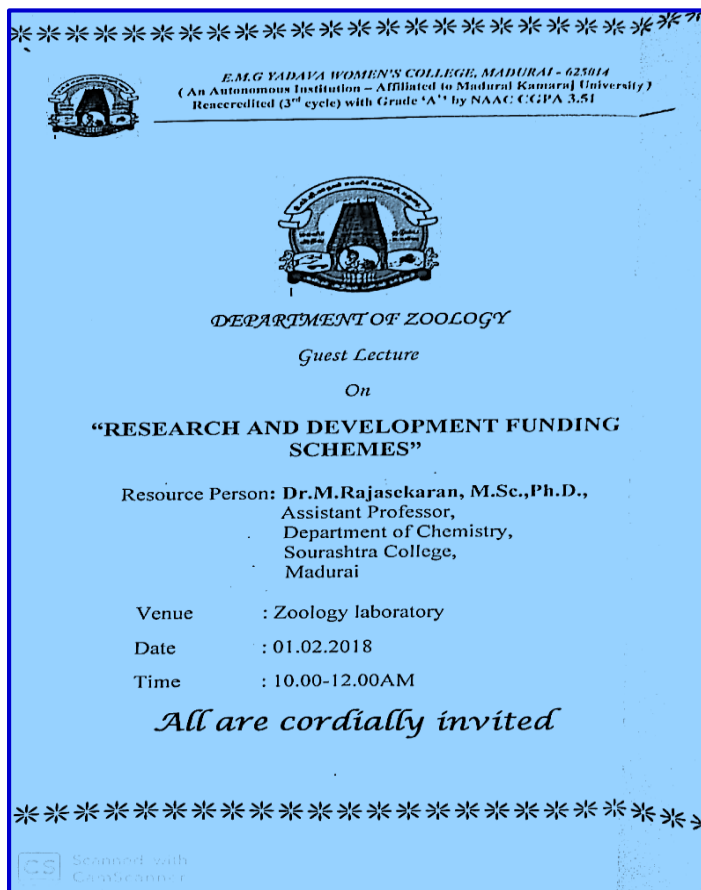 E.M.G YADAVA WOMEN'S COLLEGE, MADURAI - 625014
( An Autonomous Institution – Affiliated to Madurai Kamaraj University )
Reaccredited (3rd cycle) with Grade ‘A+’ by NAAC CGPA 3.51
DEPARTMENT OF ZOOLOGY
Guest Lecture
On
“RESEARCH AND DEVELOPMENT FUNDING
SCHEMES”
Resource Person: Dr.M.Rajasekaran, M.Sc.,Ph.D.,
Assistant Professor,
Department of Chemistry,
Sourashtra College,
Madurai
Venue : Zoology laboratory
Date : 01.02.2018
Time : 10.00-12.00AM
All are cordially invited
CS Scanned with
CamScanner